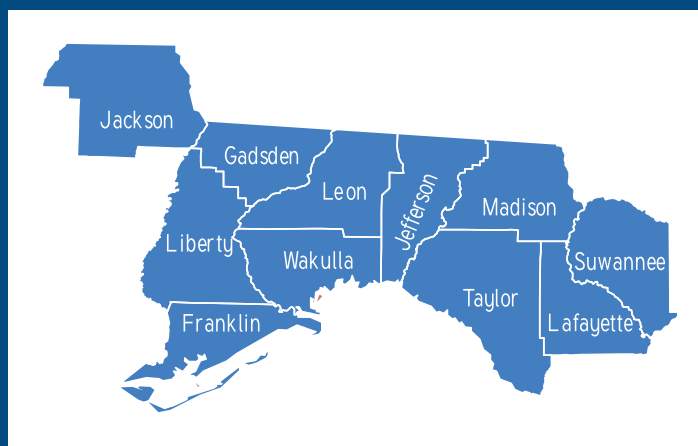 Jackson
Gadsden
Leon
Jefferson
Madison
Liberty
Wakulla
Suwannee
Taylor
Franklin
Lafayette